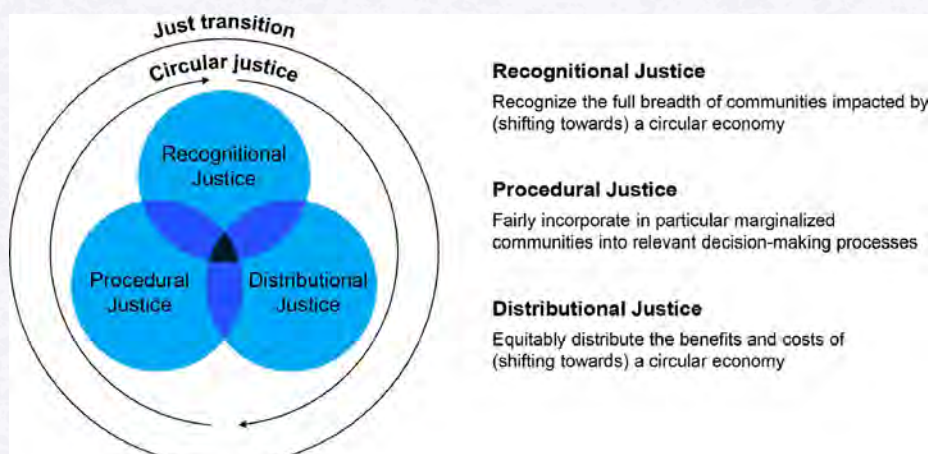 Just transition
Circular justice
Recognitional
Justice
Procedural
Justice
Distributional
Justice
Recognitional Justice
Recognize the full breadth of communities impacted by
(shifting towards) a circular economy
Procedural Justice
Fairly incorporate in particular marginalized
communities into relevant decision-making processes
Distributional Justice
Equitably distribute the benefits and costs of
(shifting towards) a circular economy